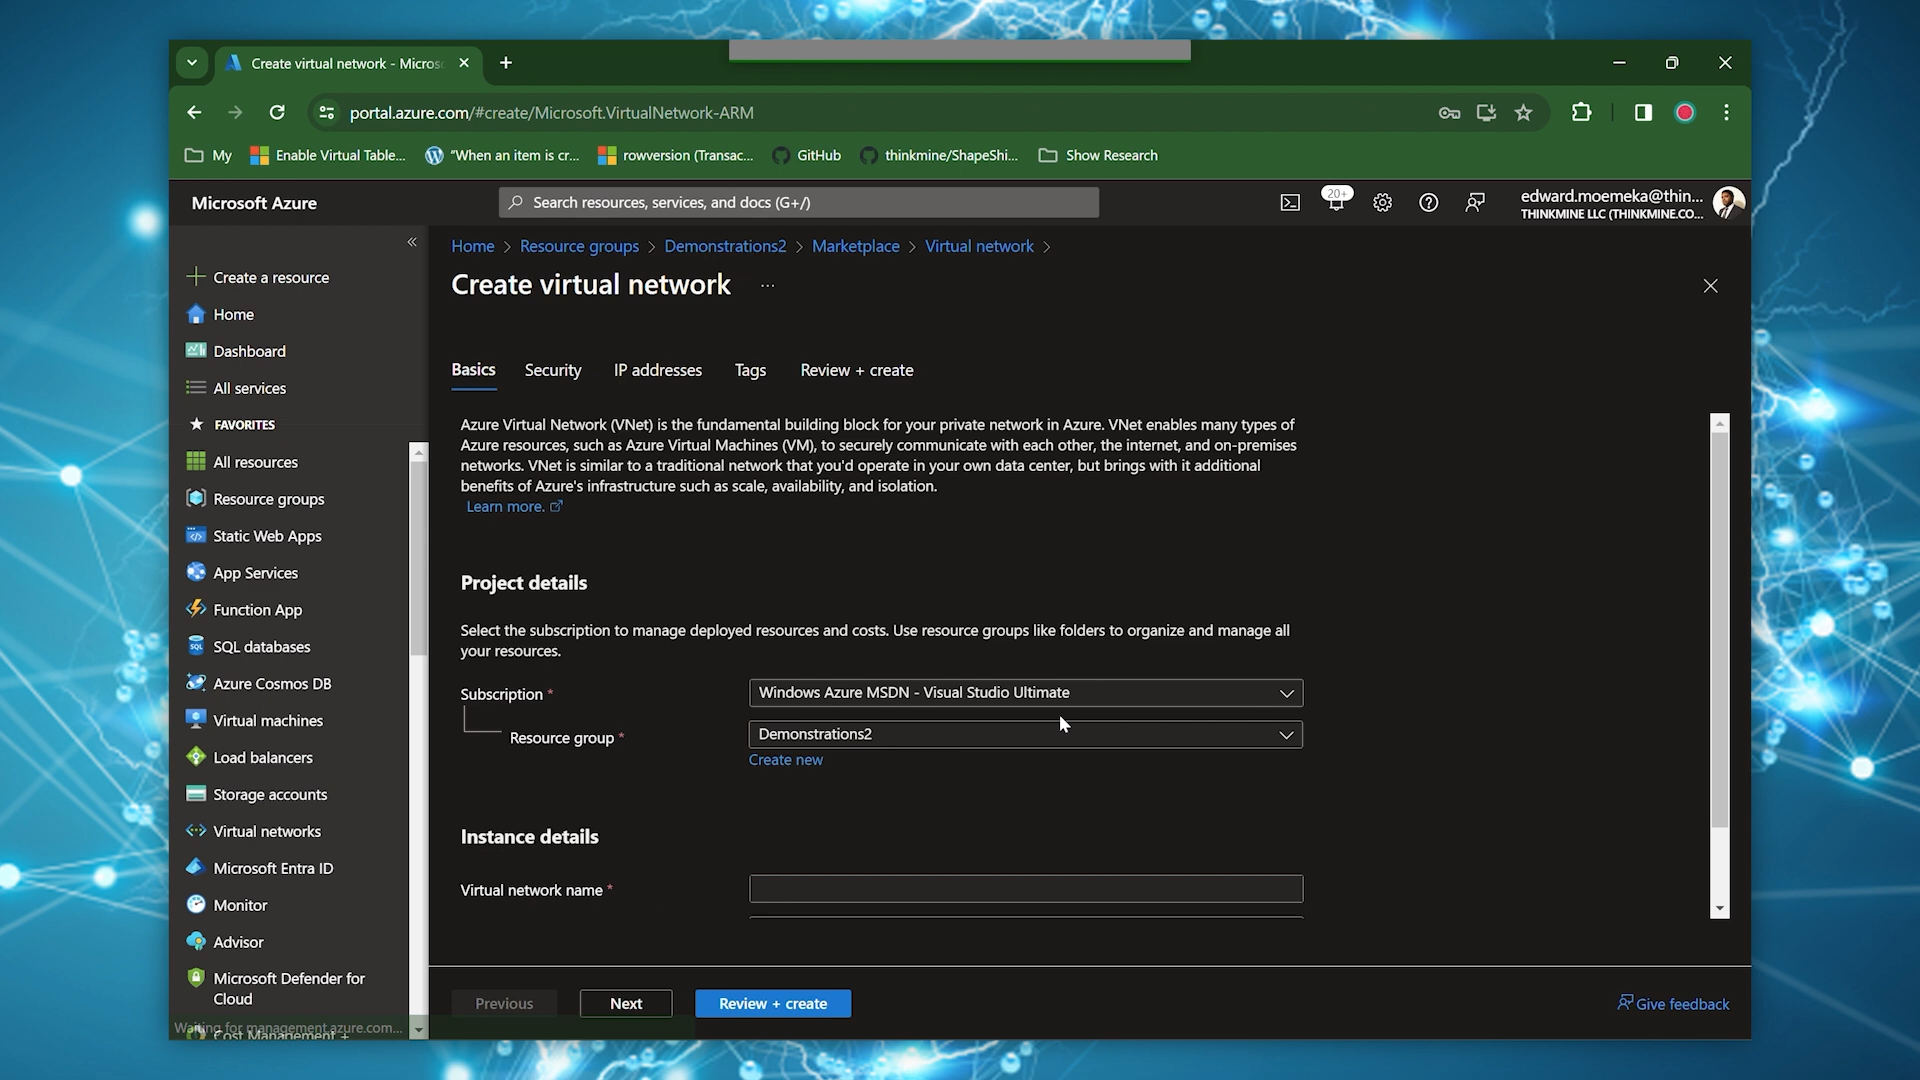 Create virtual network - Micros
portal.azure.com/#create/Microsoft.VirtualNetwork-ARM
My
Enable Virtual Table...
"When an item is cr...
rowversion (Transac...
GitHub
thinkmine/ShapeShi...
Show Research
Microsoft Azure
Search resources, services, and docs (G+/)
20+
edward.moemeka@thin...
THINKMINE LLC (THINKMINE.CO...
Home > Resource groups > Demonstrations2 > Marketplace > Virtual network >
Create virtual network ...
Create a resource
Home
Dashboard
All services
FAVORITES
All resources
Resource groups
Static Web Apps
App Services
Function App
SQL databases
Azure Cosmos DB
Virtual machines
Load balancers
Storage accounts
Virtual networks
Microsoft Entra ID
Monitor
Advisor
Microsoft Defender for
Cloud
Cost Management +
Waiting for management.azure.com...
Basics
Security
IP addresses
Tags
Review + create
Azure Virtual Network (VNet) is the fundamental building block for your private network in Azure. VNet enables many types of
Azure resources, such as Azure Virtual Machines (VM), to securely communicate with each other, the internet, and on-premises
networks. VNet is similar to a traditional network that you'd operate in your own data center, but brings with it additional
benefits of Azure's infrastructure such as scale, availability, and isolation.
Learn more.
Project details
Select the subscription to manage deployed resources and costs. Use resource groups like folders to organize and manage all
your resources.
Subscription *
Windows Azure MSDN - Visual Studio Ultimate
Resource group *
Demonstrations2
Create new
Instance details
Virtual network name *
Previous
Next
Review + create
Give feedback